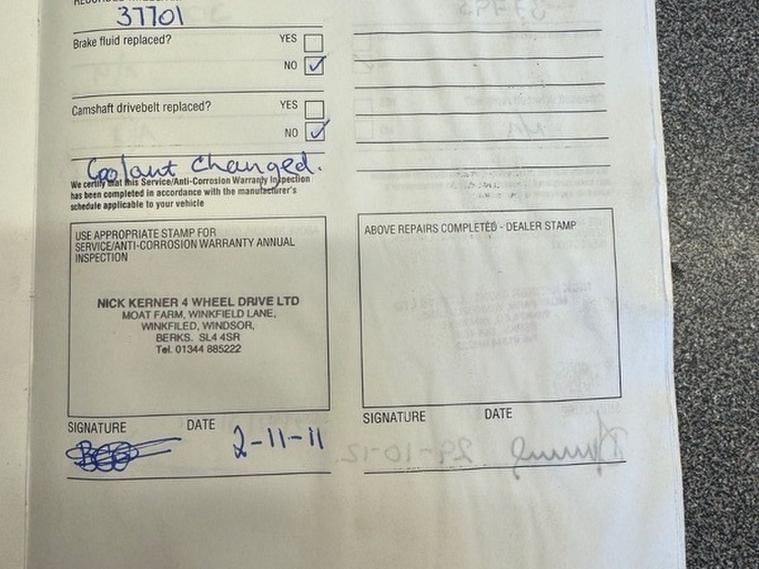 37701
Brake fluid replaced?
YES
NO
Camshaft drivebelt replaced?
YES
NO
Coolant changed.
We certify that this Service/Anti-Corrosion Warranty Inspection
has been completed in accordance with the manufacturer's
schedule applicable to your vehicle
USE APPROPRIATE STAMP FOR
SERVICE/ANTI-CORROSION WARRANTY ANNUAL
INSPECTION
NICK KERNER 4 WHEEL DRIVE LTD
MOAT FARM, WINKFIELD LANE,
WINKFILED, WINDSOR,
BERKS. SL4 4SR
Tel. 01344 885222
SIGNATURE DATE
2-11-11
ABOVE REPAIRS COMPLETED - DEALER STAMP
SIGNATURE DATE